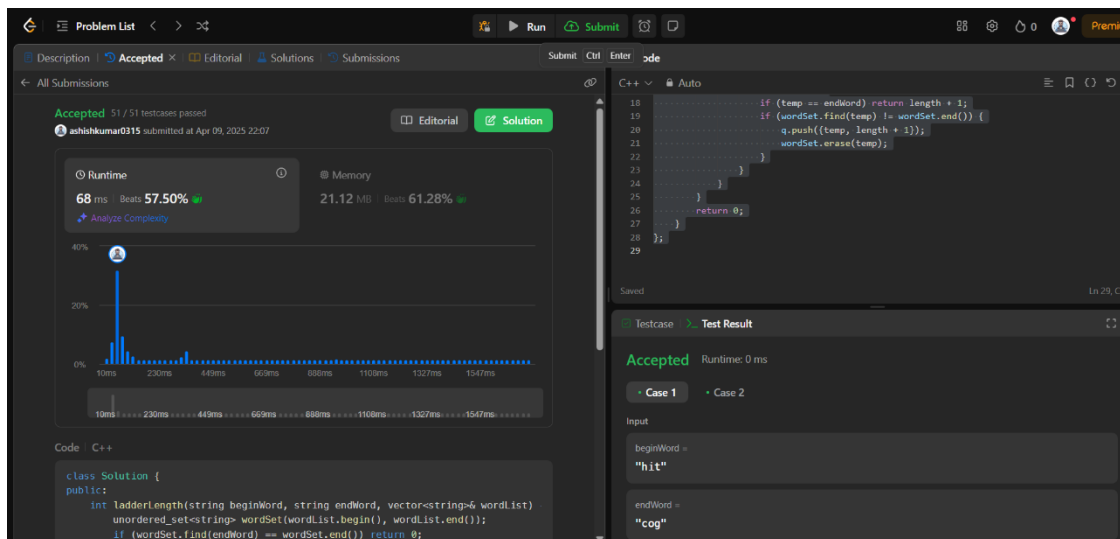 Problem List
Run
Submit
0
Premi
Description
Accepted
Editorial
Solutions
Submissions
Submit Ctrl Enter
ode
All Submissions
Accepted 51 / 51 testcases passed
ashishkumar0315 submitted at Apr 09, 2025 22:07
Editorial
Solution
Runtime
68 ms Beats 57.50%
Analyze Complexity
Memory
21.12 MB Beats 61.28%
40%
20%
0%
10ms 230ms 449ms 669ms 888ms 1108ms 1327ms 1547ms
10ms 230ms 449ms 669ms 888ms 1108ms 1327ms 1547ms
Code C++
class Solution {
public:
int ladderLength(string beginWord, string endWord, vector<string>& wordList)
unordered_set<string> wordSet(wordList.begin(), wordList.end());
if (wordSet.find(endWord) == wordSet.end()) return 0;
C++ Auto
18 if (temp == endWord) return length + 1;
19 if (wordSet.find(temp) != wordSet.end()) {
20 q.push({temp, length + 1});
21 wordSet.erase(temp);
22 }
23 }
24 }
25 }
26 return 0;
27 }
28 };
29
Saved
Ln 29, C
Testcase
Test Result
Accepted Runtime: 0 ms
Case 1
Case 2
Input
beginWord =
"hit"
endWord =
"cog"